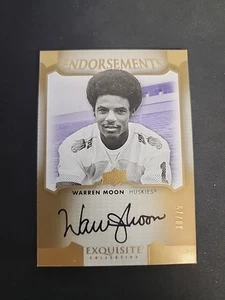 ENDORSEMENTS
WARREN MOON HUSKIES
Warren Moon
EXQUISITE
COLLECTION